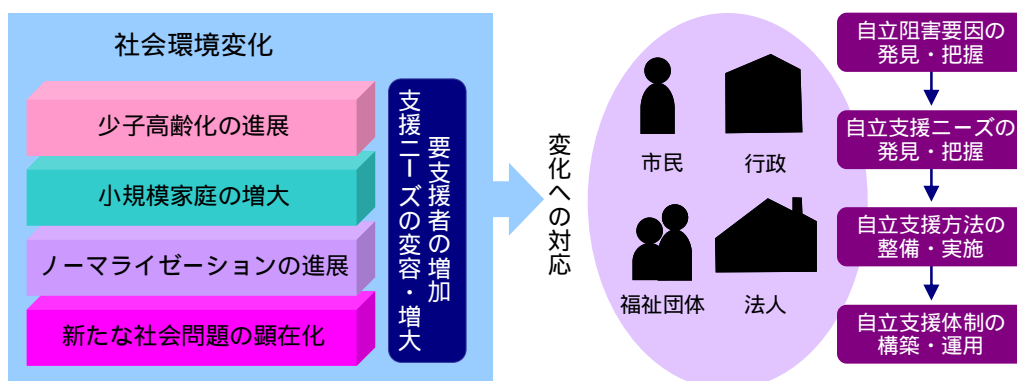 社会環境変化
少子高齢化の進展
小規模家庭の増大
ノーマライゼーションの進展
新たな社会問題の顕在化
要支援者の増加
支援ニーズの変容・増大
変化への対応
市民
行政
福祉団体
法人
自立阻害要因の
発見・把握
自立支援ニーズの
発見・把握
自立支援方法の
整備・実施
自立支援体制の
構築・運用